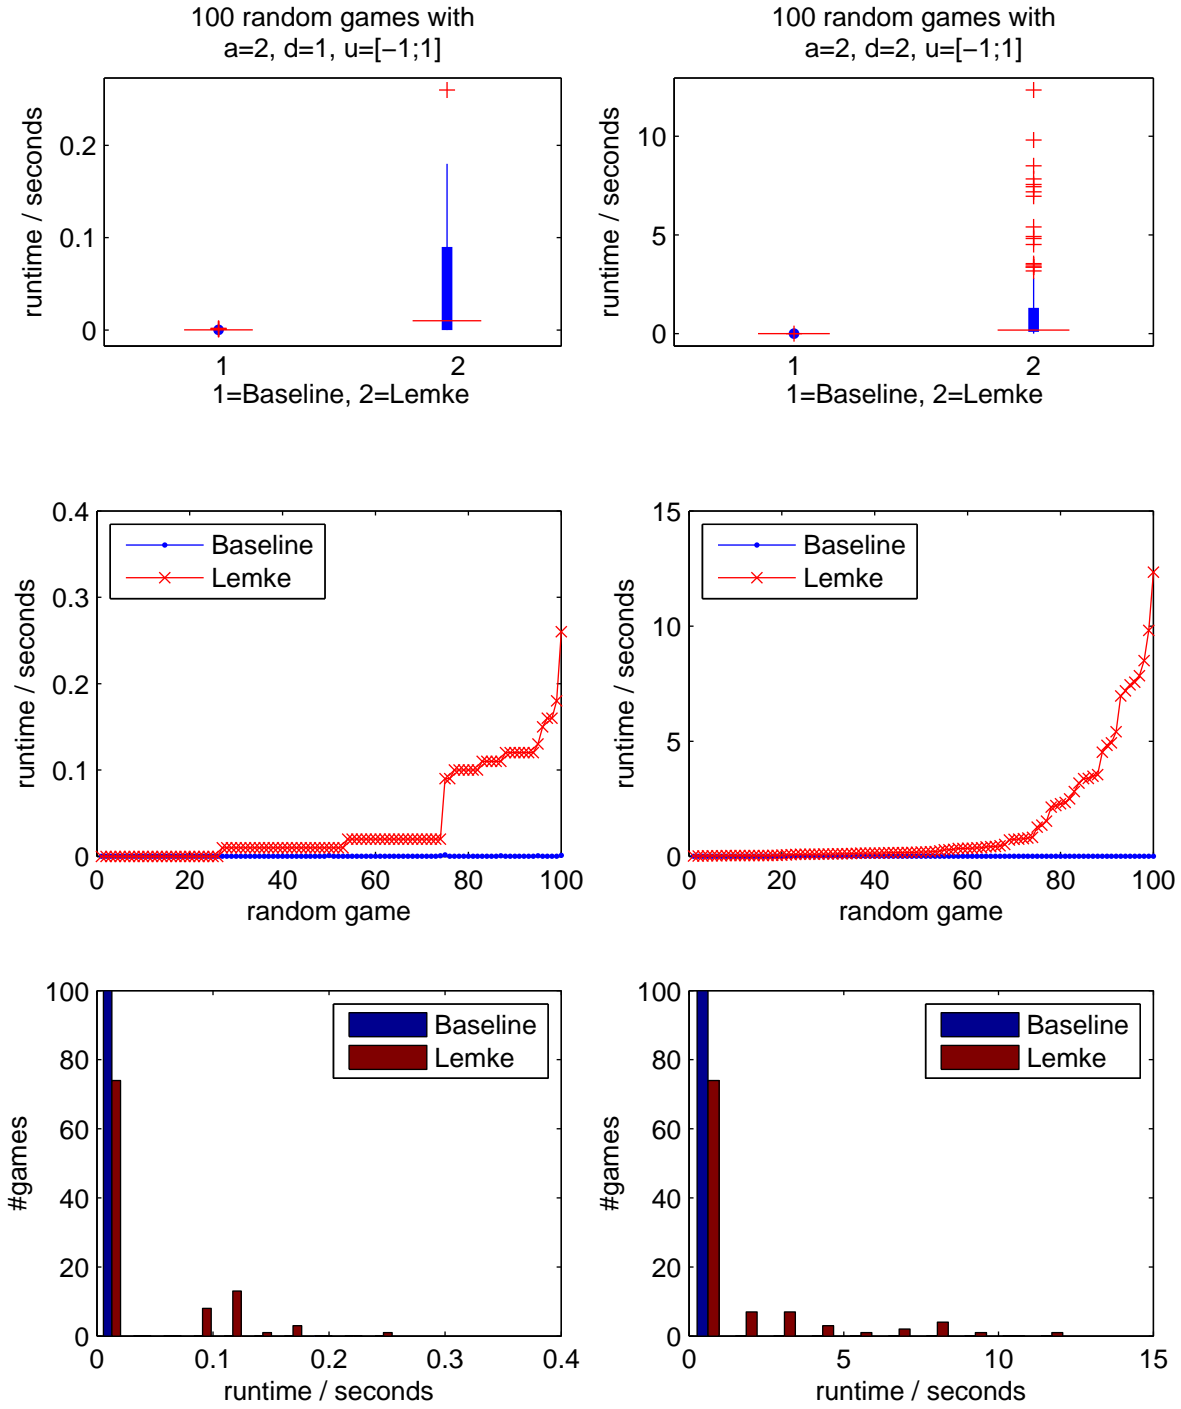 100 random games with
a=2, d=1, u=[−1;1]
runtime / seconds
0.2
0.1
0
1
2
1=Baseline, 2=Lemke
100 random games with
a=2, d=2, u=[−1;1]
runtime / seconds
10
5
0
1
2
1=Baseline, 2=Lemke
runtime / seconds
0.4
0.3
0.2
0.1
0
Baseline
Lemke
0 20 40 60 80 100
random game
runtime / seconds
15
10
5
0
Baseline
Lemke
0 20 40 60 80 100
random game
#games
100
80
60
40
20
0
Baseline
Lemke
0 0.1 0.2 0.3 0.4
runtime / seconds
#games
100
80
60
40
20
0
Baseline
Lemke
0 5 10 15
runtime / seconds